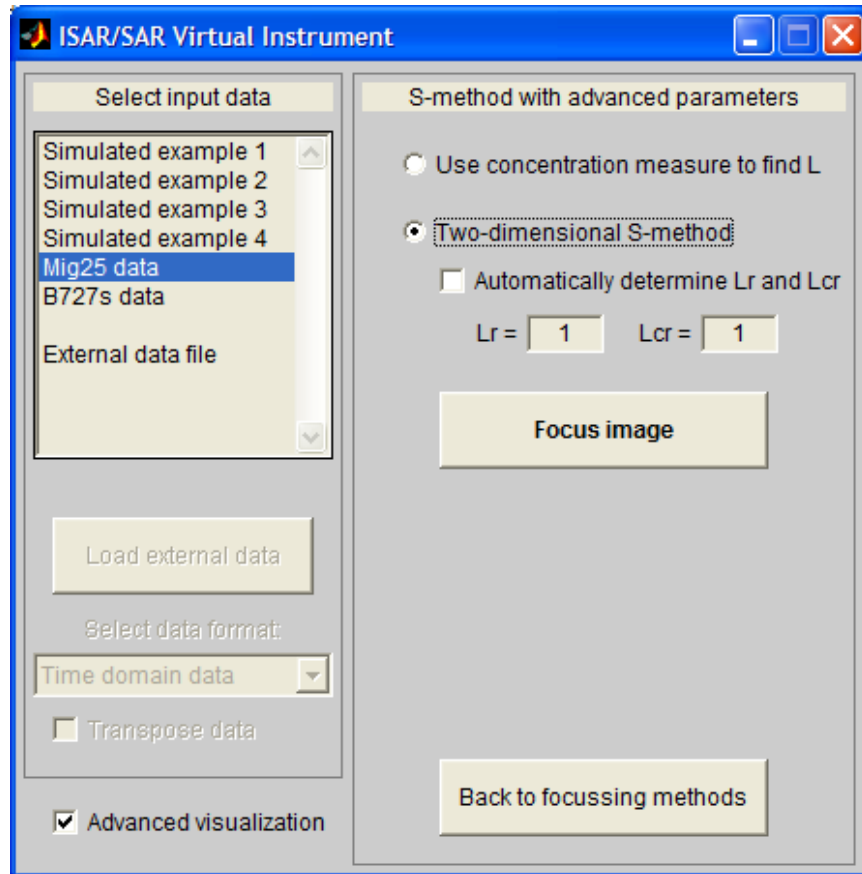 ISAR/SAR Virtual Instrument
Select input data
Simulated example 1
Simulated example 2
Simulated example 3
Simulated example 4
Mig25 data
B727s data
External data file
Load external data
Select data format:
Time domain data
Transpose data
Advanced visualization
S-method with advanced parameters
Use concentration measure to find L
Two-dimensional S-method
Automatically determine Lr and Lcr
Lr = 1 Lcr = 1
Focus image
Back to focussing methods